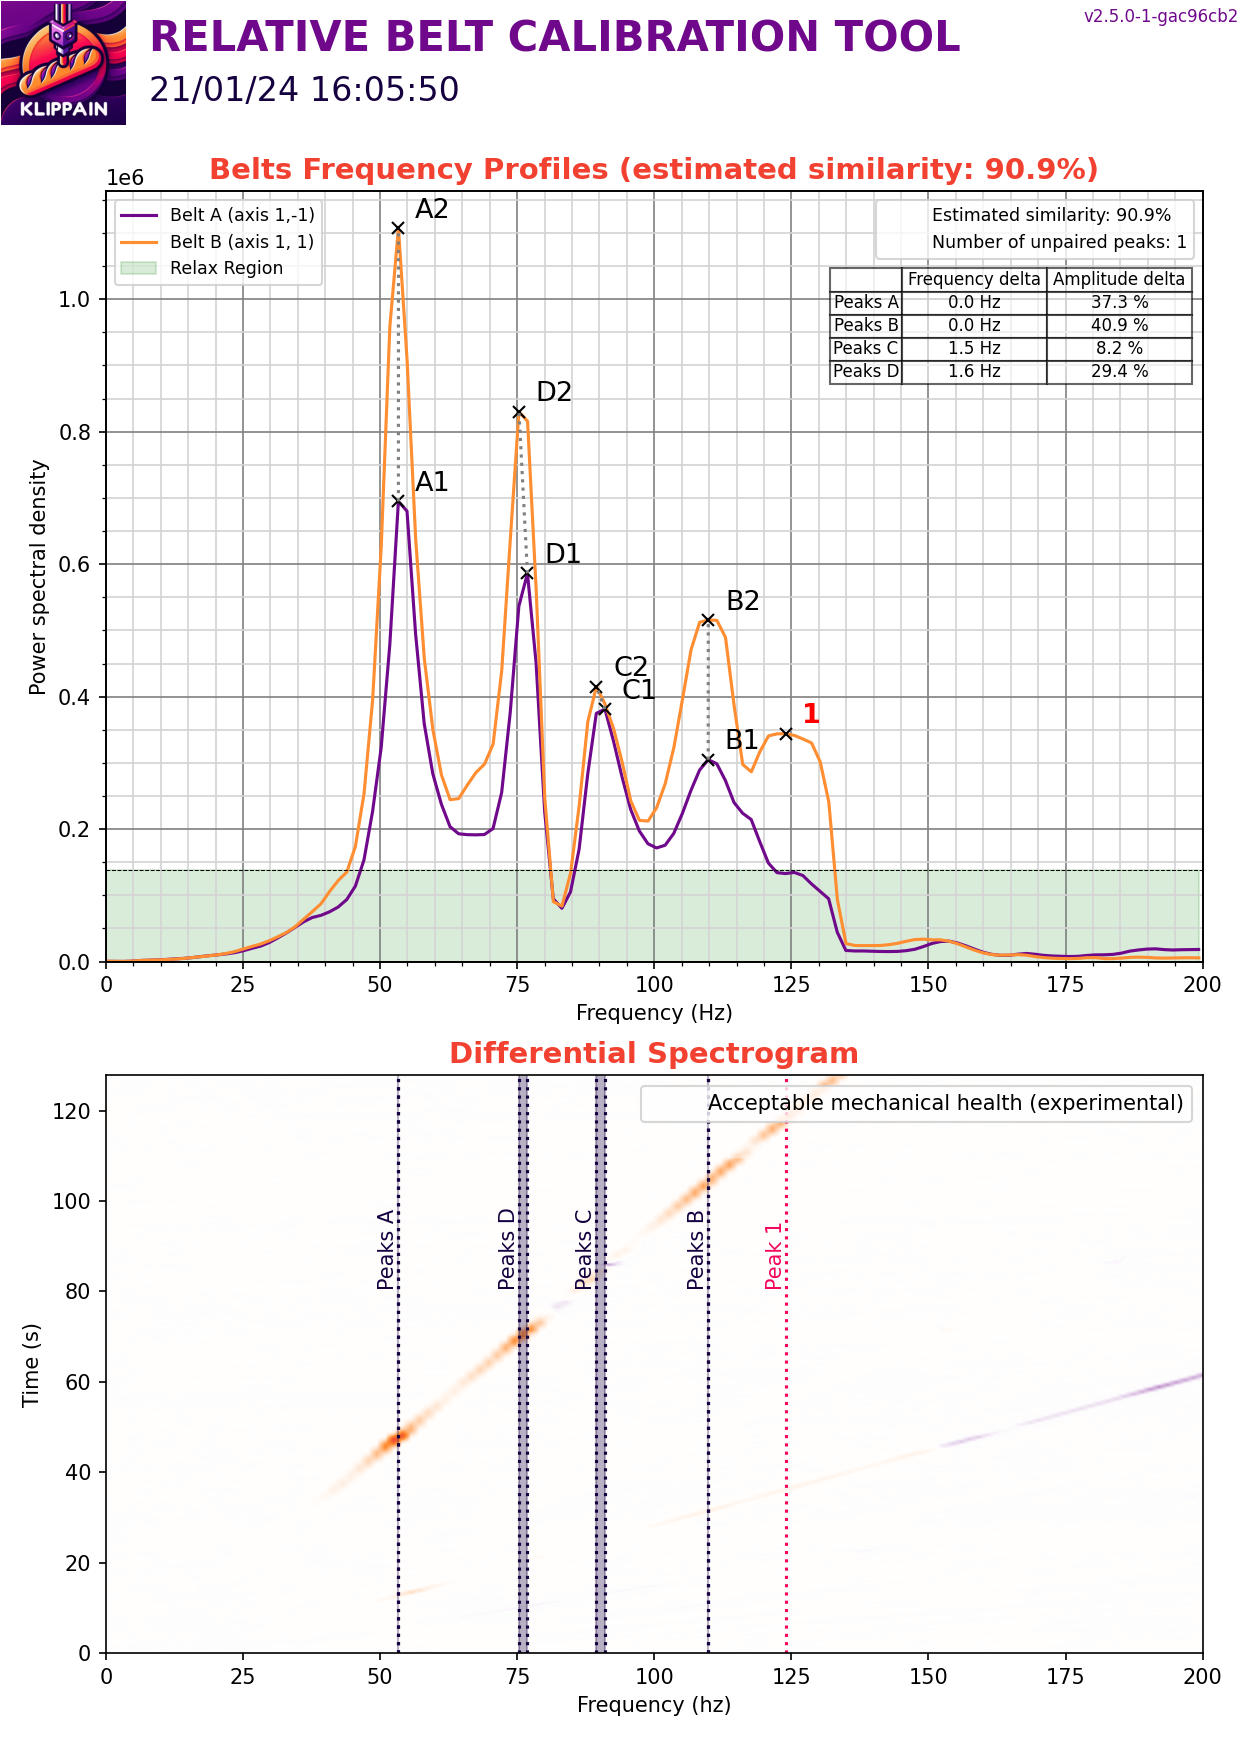 v2.5.0-1-gac96cb2
RELATIVE BELT CALIBRATION TOOL
21/01/24 16:05:50
KLIPPAIN
Belts Frequency Profiles (estimated similarity: 90.9%)
1e6
Belt A (axis 1,-1)
Belt B (axis 1, 1)
Relax Region
Estimated similarity: 90.9%
Number of unpaired peaks: 1
Frequency delta Amplitude delta
Peaks A 0.0 Hz 37.3 %
Peaks B 0.0 Hz 40.9 %
Peaks C 1.5 Hz 8.2 %
Peaks D 1.6 Hz 29.4 %
A2
D2
A1
D1
B2
C2
C1
1
B1
Power spectral density
1.0
0.8
0.6
0.4
0.2
0.0
0 25 50 75 100 125 150 175 200
Frequency (Hz)
Differential Spectrogram
Acceptable mechanical health (experimental)
Peaks A
Peaks D
Peaks C
Peaks B
Peak 1
Time (s)
120
100
80
60
40
20
0
0 25 50 75 100 125 150 175 200
Frequency (hz)